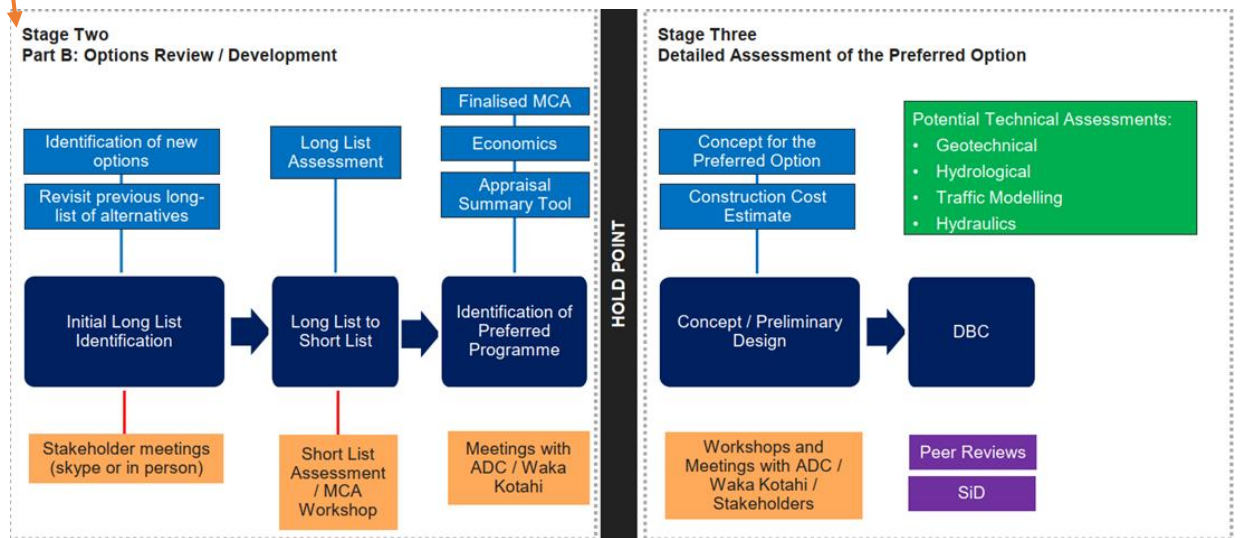 Stage Two
Part B: Options Review / Development
Finalised MCA
Identification of new
options
Long List
Assessment
Economics
Revisit previous long-
list of alternatives
Appraisal
Summary Tool
Initial Long List
Identification
Long List to
Short List
Identification of
Preferred
Programme
Stakeholder meetings
(skype or in person)
Short List
Assessment
/ MCA
Workshop
Meetings with
ADC / Waka
Kotahi
HOLD POINT
Stage Three
Detailed Assessment of the Preferred Option
Concept for the
Preferred Option
Construction Cost
Estimate
Potential Technical Assessments:
• Geotechnical
• Hydrological
• Traffic Modelling
• Hydraulics
Concept / Preliminary
Design
DBC
Workshops and
Meetings with ADC /
Waka Kotahi /
Stakeholders
Peer Reviews
SiD